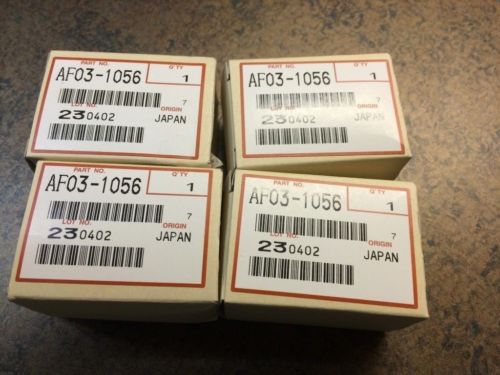 PART NO. Q'TY
AF03-1056 1
7
LOT NO. ORIGIN
230402 JAPAN
PART NO. Q'TY
AF03-1056 1
7
LOT NO. ORIGIN
230402 JAPAN
PART NO. Q'TY
AF03-1056 1
7
LOT NO. ORIGIN
230402 JAPAN
PART NO. Q'TY
AF03-1056 1
7
LOT NO. ORIGIN
230402 JAPAN